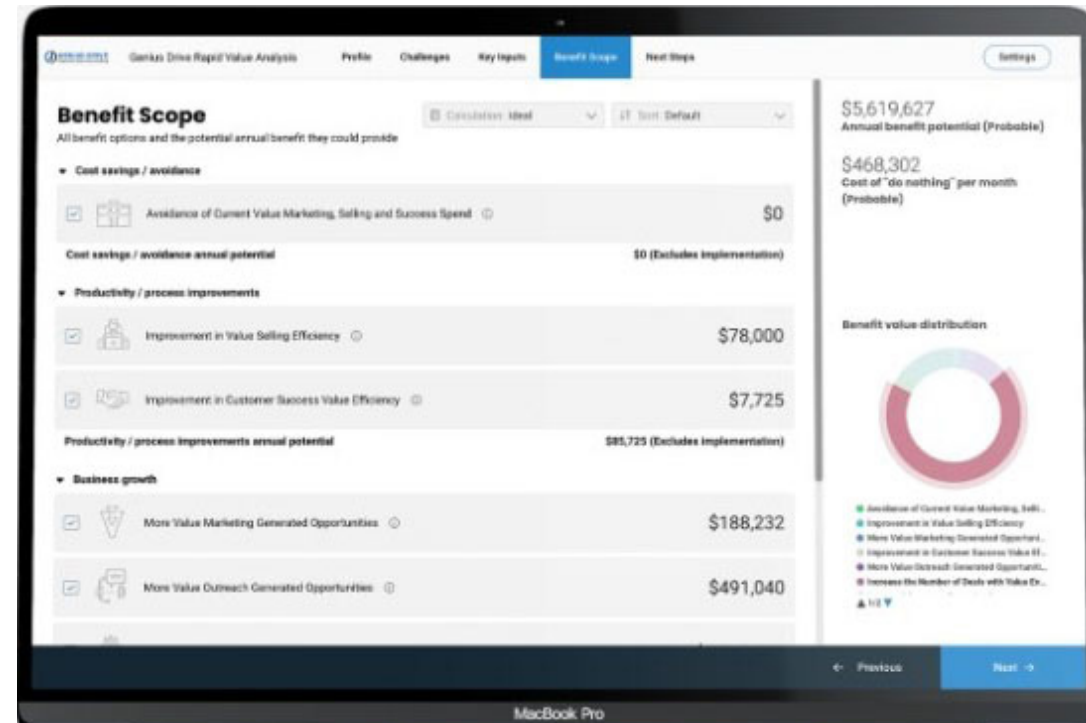 Genius Drive Rapid Value Analysis
Profile
Challenges
Key Inputs
Benefit Scope
Next Steps
Settings
Benefit Scope
All benefit options and the potential annual benefit they could provide
Calculation: Ideal
Sort: Default
Cost savings / avoidance
Avoidance of Current Value Marketing, Selling and Success Spend
$0
Cost savings / avoidance annual potential
$0 (Excludes implementation)
Productivity / process improvements
Improvement in Value Selling Efficiency
$78,000
Improvement in Customer Success Value Efficiency
$7,725
Productivity / process improvements annual potential
$85,725 (Excludes implementation)
Business growth
More Value Marketing Generated Opportunities
$188,232
More Value Outreach Generated Opportunities
$491,040
$5,619,627
Annual benefit potential (Probable)
$468,302
Cost of "do nothing" per month
(Probable)
Benefit value distribution
Avoidance of Current Value Marketing, Selli...
Improvement in Value Selling Efficiency
More Value Marketing Generated Opportuni...
Improvement in Customer Success Value Ef...
More Value Outreach Generated Opportuniti...
Increase the Number of Deals with Value En...
← Previous
Next →
MacBook Pro